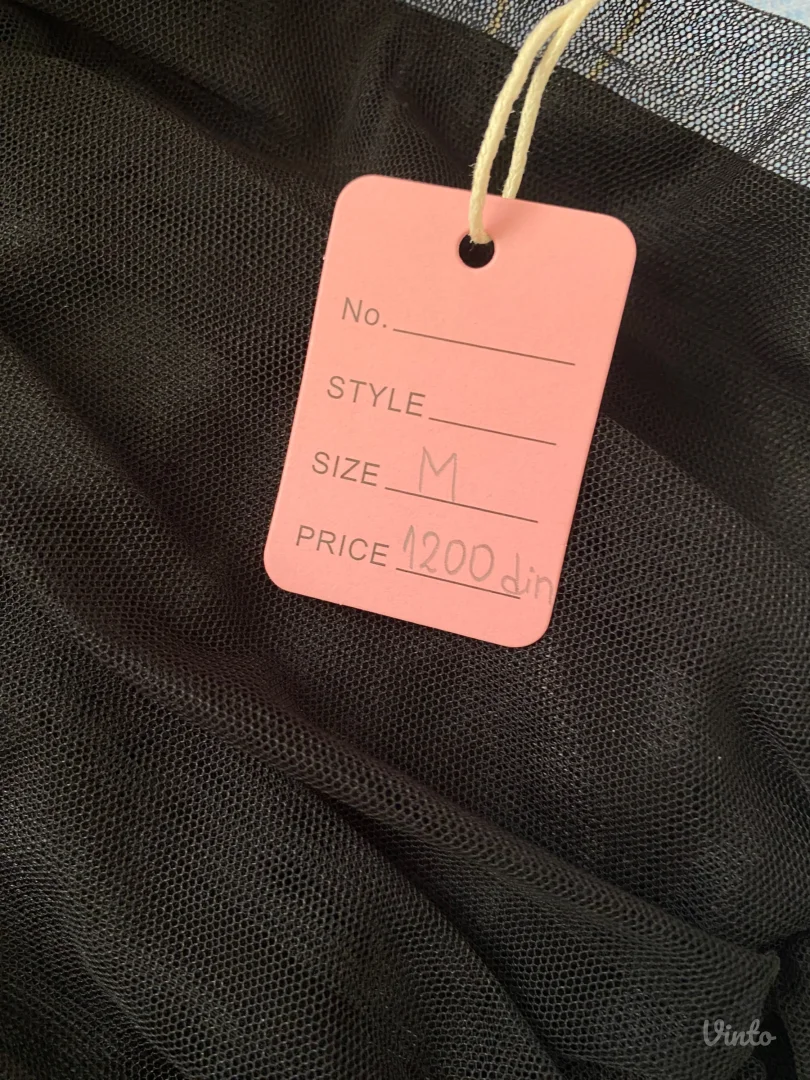 No.
STYLE
SIZE M
PRICE 1200 din
Vinto